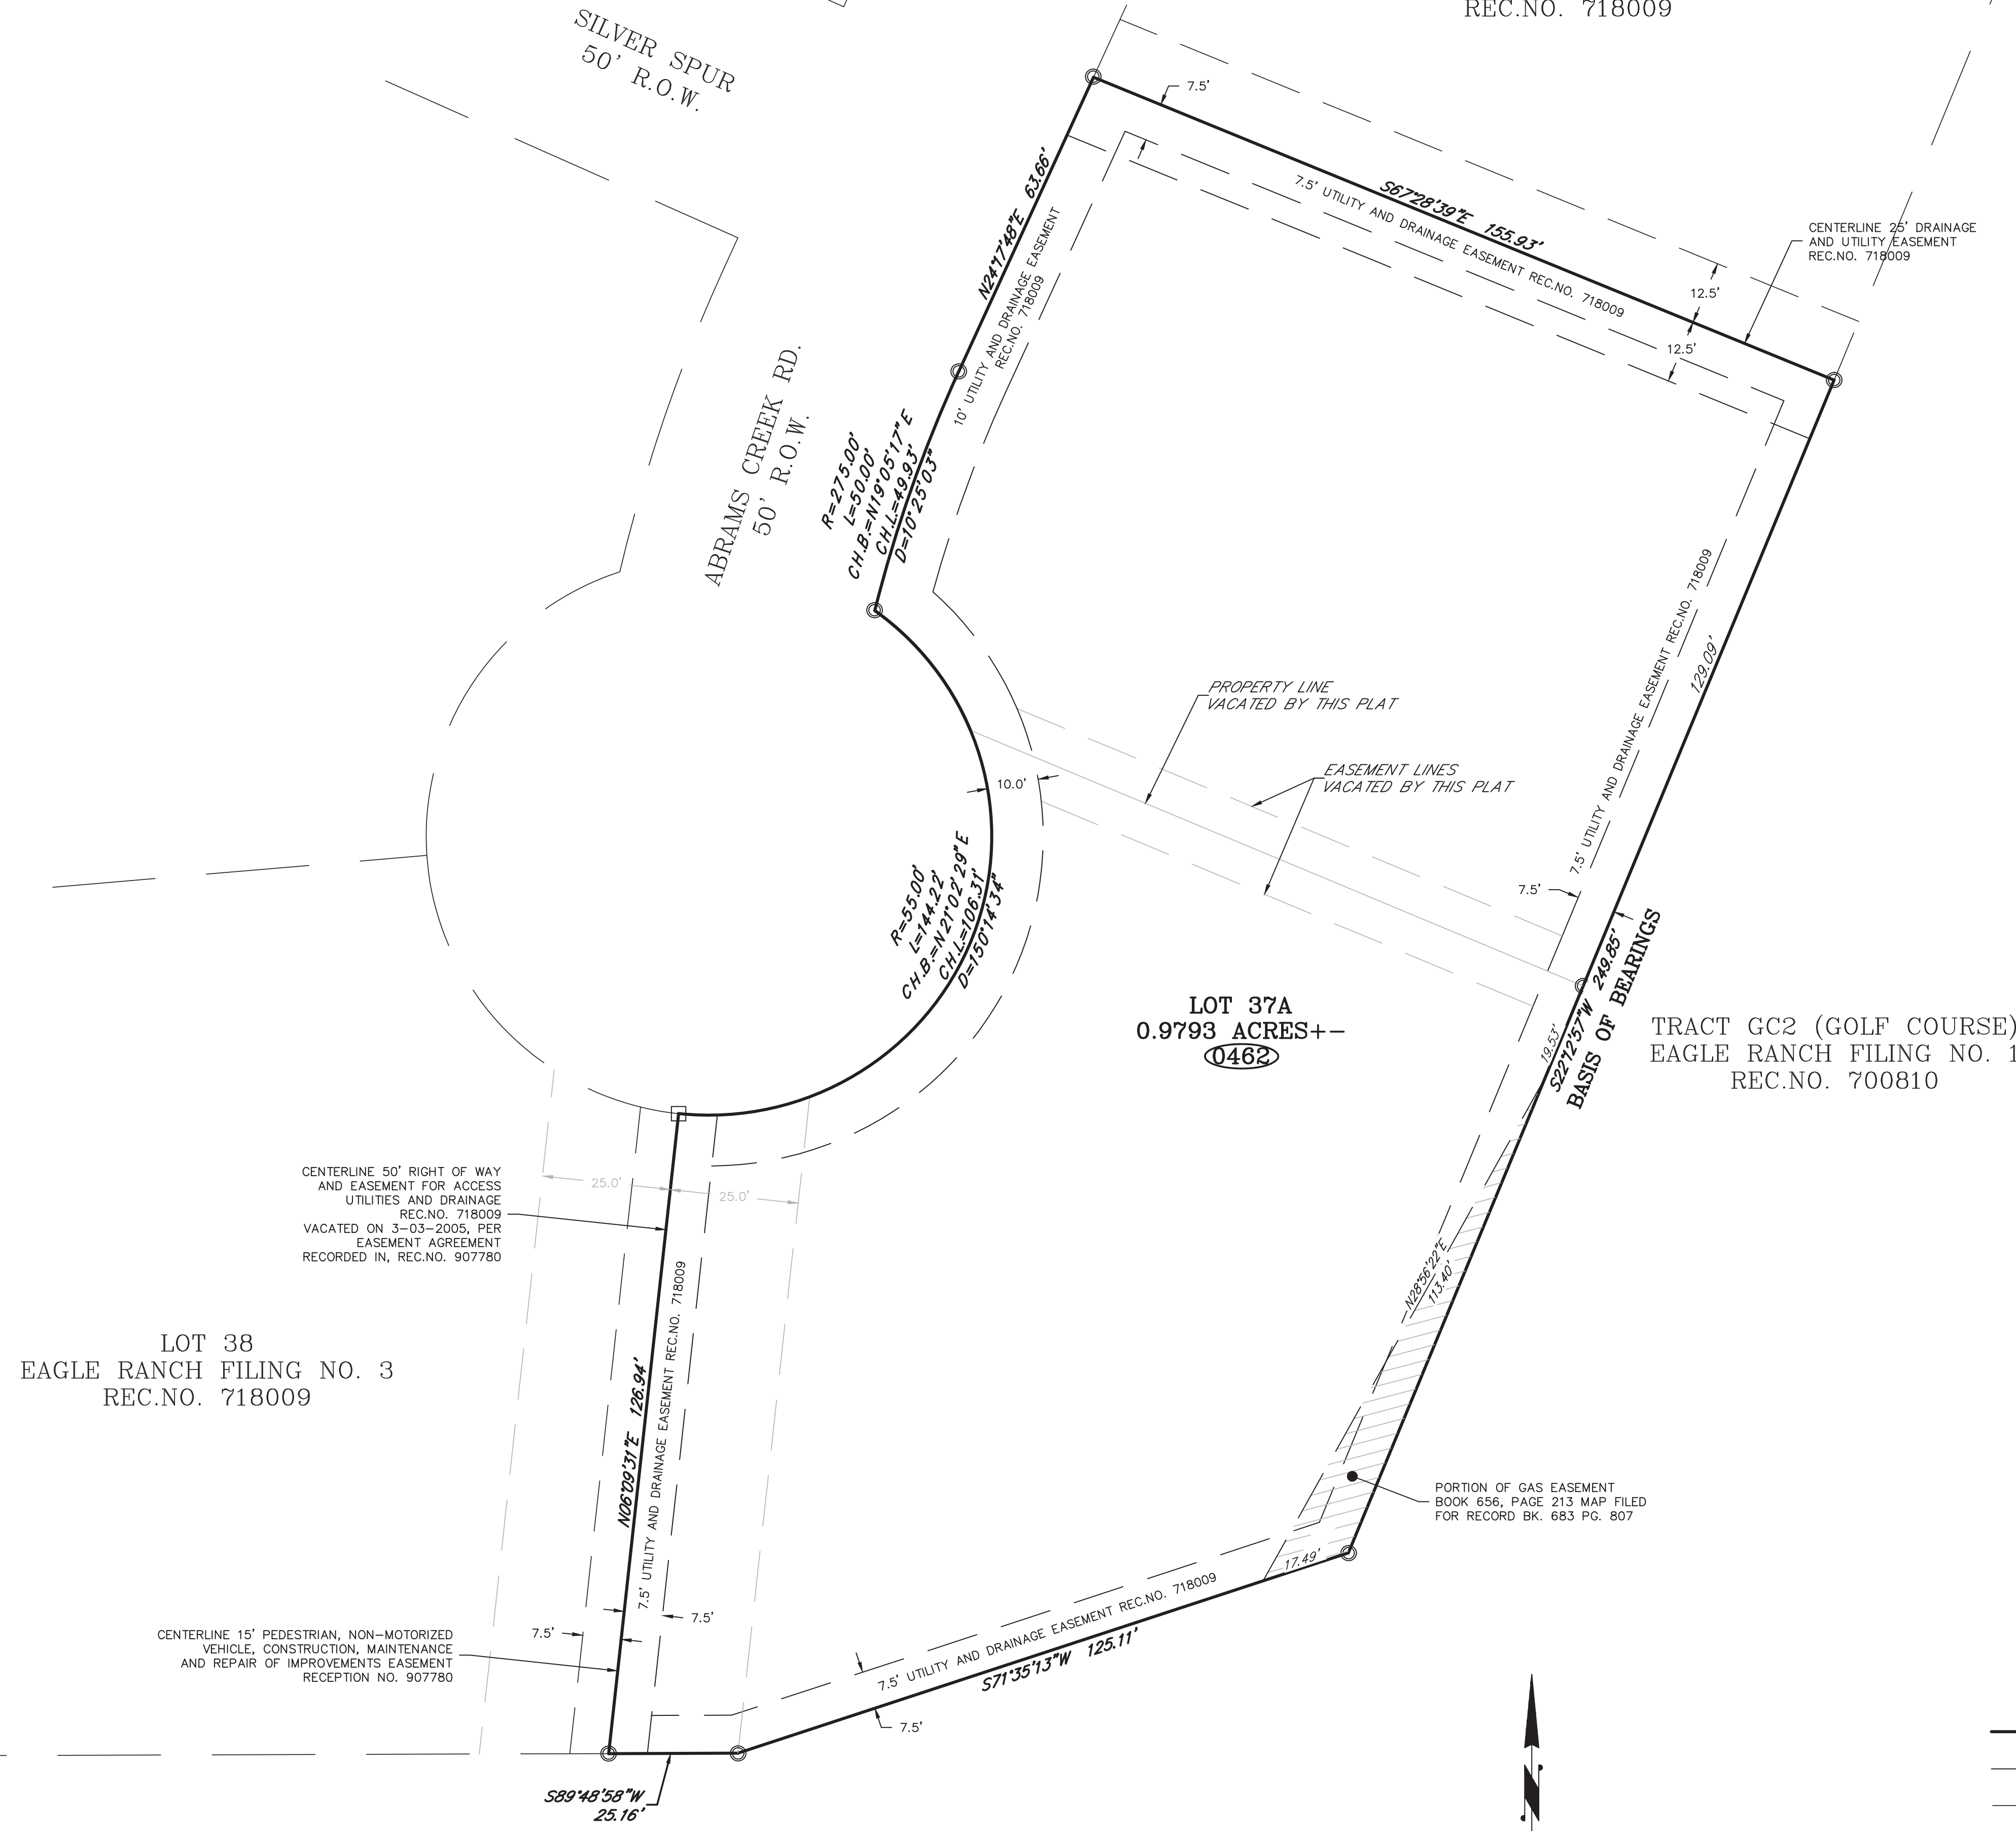 REC.NO. 718009
SILVER SPUR
50' R.O.W.
7.5'
N24°17'48"E 63.66'
10' UTILITY AND DRAINAGE EASEMENT
REC.NO. 718009
S67°28'39"E 155.93'
7.5' UTILITY AND DRAINAGE EASEMENT REC.NO. 718009
CENTERLINE 25' DRAINAGE
AND UTILITY EASEMENT
REC.NO. 718009
12.5'
12.5'
ABRAMS CREEK RD.
50' R.O.W.
R=275.00'
L=50.00'
CH.B.=N19°05'17"E
CH.L.=49.93'
D=10°25'03"
7.5' UTILITY AND DRAINAGE EASEMENT REC.NO. 718009
129.09'
PROPERTY LINE
VACATED BY THIS PLAT
EASEMENT LINES
VACATED BY THIS PLAT
10.0'
R=55.00'
L=144.22'
CH.B.=N21°02'29"E
CH.L.=106.31'
D=150°14'34"
7.5'
19.53'
S22°12'57"W 249.85'
BASIS OF BEARINGS
LOT 37A
0.9793 ACRES+-
0462
TRACT GC2 (GOLF COURSE)
EAGLE RANCH FILING NO. 1
REC.NO. 700810
CENTERLINE 50' RIGHT OF WAY
AND EASEMENT FOR ACCESS
UTILITIES AND DRAINAGE
REC.NO. 718009
VACATED ON 3-03-2005, PER
EASEMENT AGREEMENT
RECORDED IN, REC.NO. 907780
25.0'
25.0'
N28°56'22"E
113.40'
LOT 38
EAGLE RANCH FILING NO. 3
REC.NO. 718009
N06°09'31"E 126.94'
7.5' UTILITY AND DRAINAGE EASEMENT REC.NO. 718009
PORTION OF GAS EASEMENT
BOOK 656, PAGE 213 MAP FILED
FOR RECORD BK. 683 PG. 807
17.49'
7.5' UTILITY AND DRAINAGE EASEMENT REC.NO. 718009
S71°35'13"W 125.11'
7.5'
7.5'
7.5'
CENTERLINE 15' PEDESTRIAN, NON-MOTORIZED
VEHICLE, CONSTRUCTION, MAINTENANCE
AND REPAIR OF IMPROVEMENTS EASEMENT
RECEPTION NO. 907780
S89°48'58"W
25.16'
N